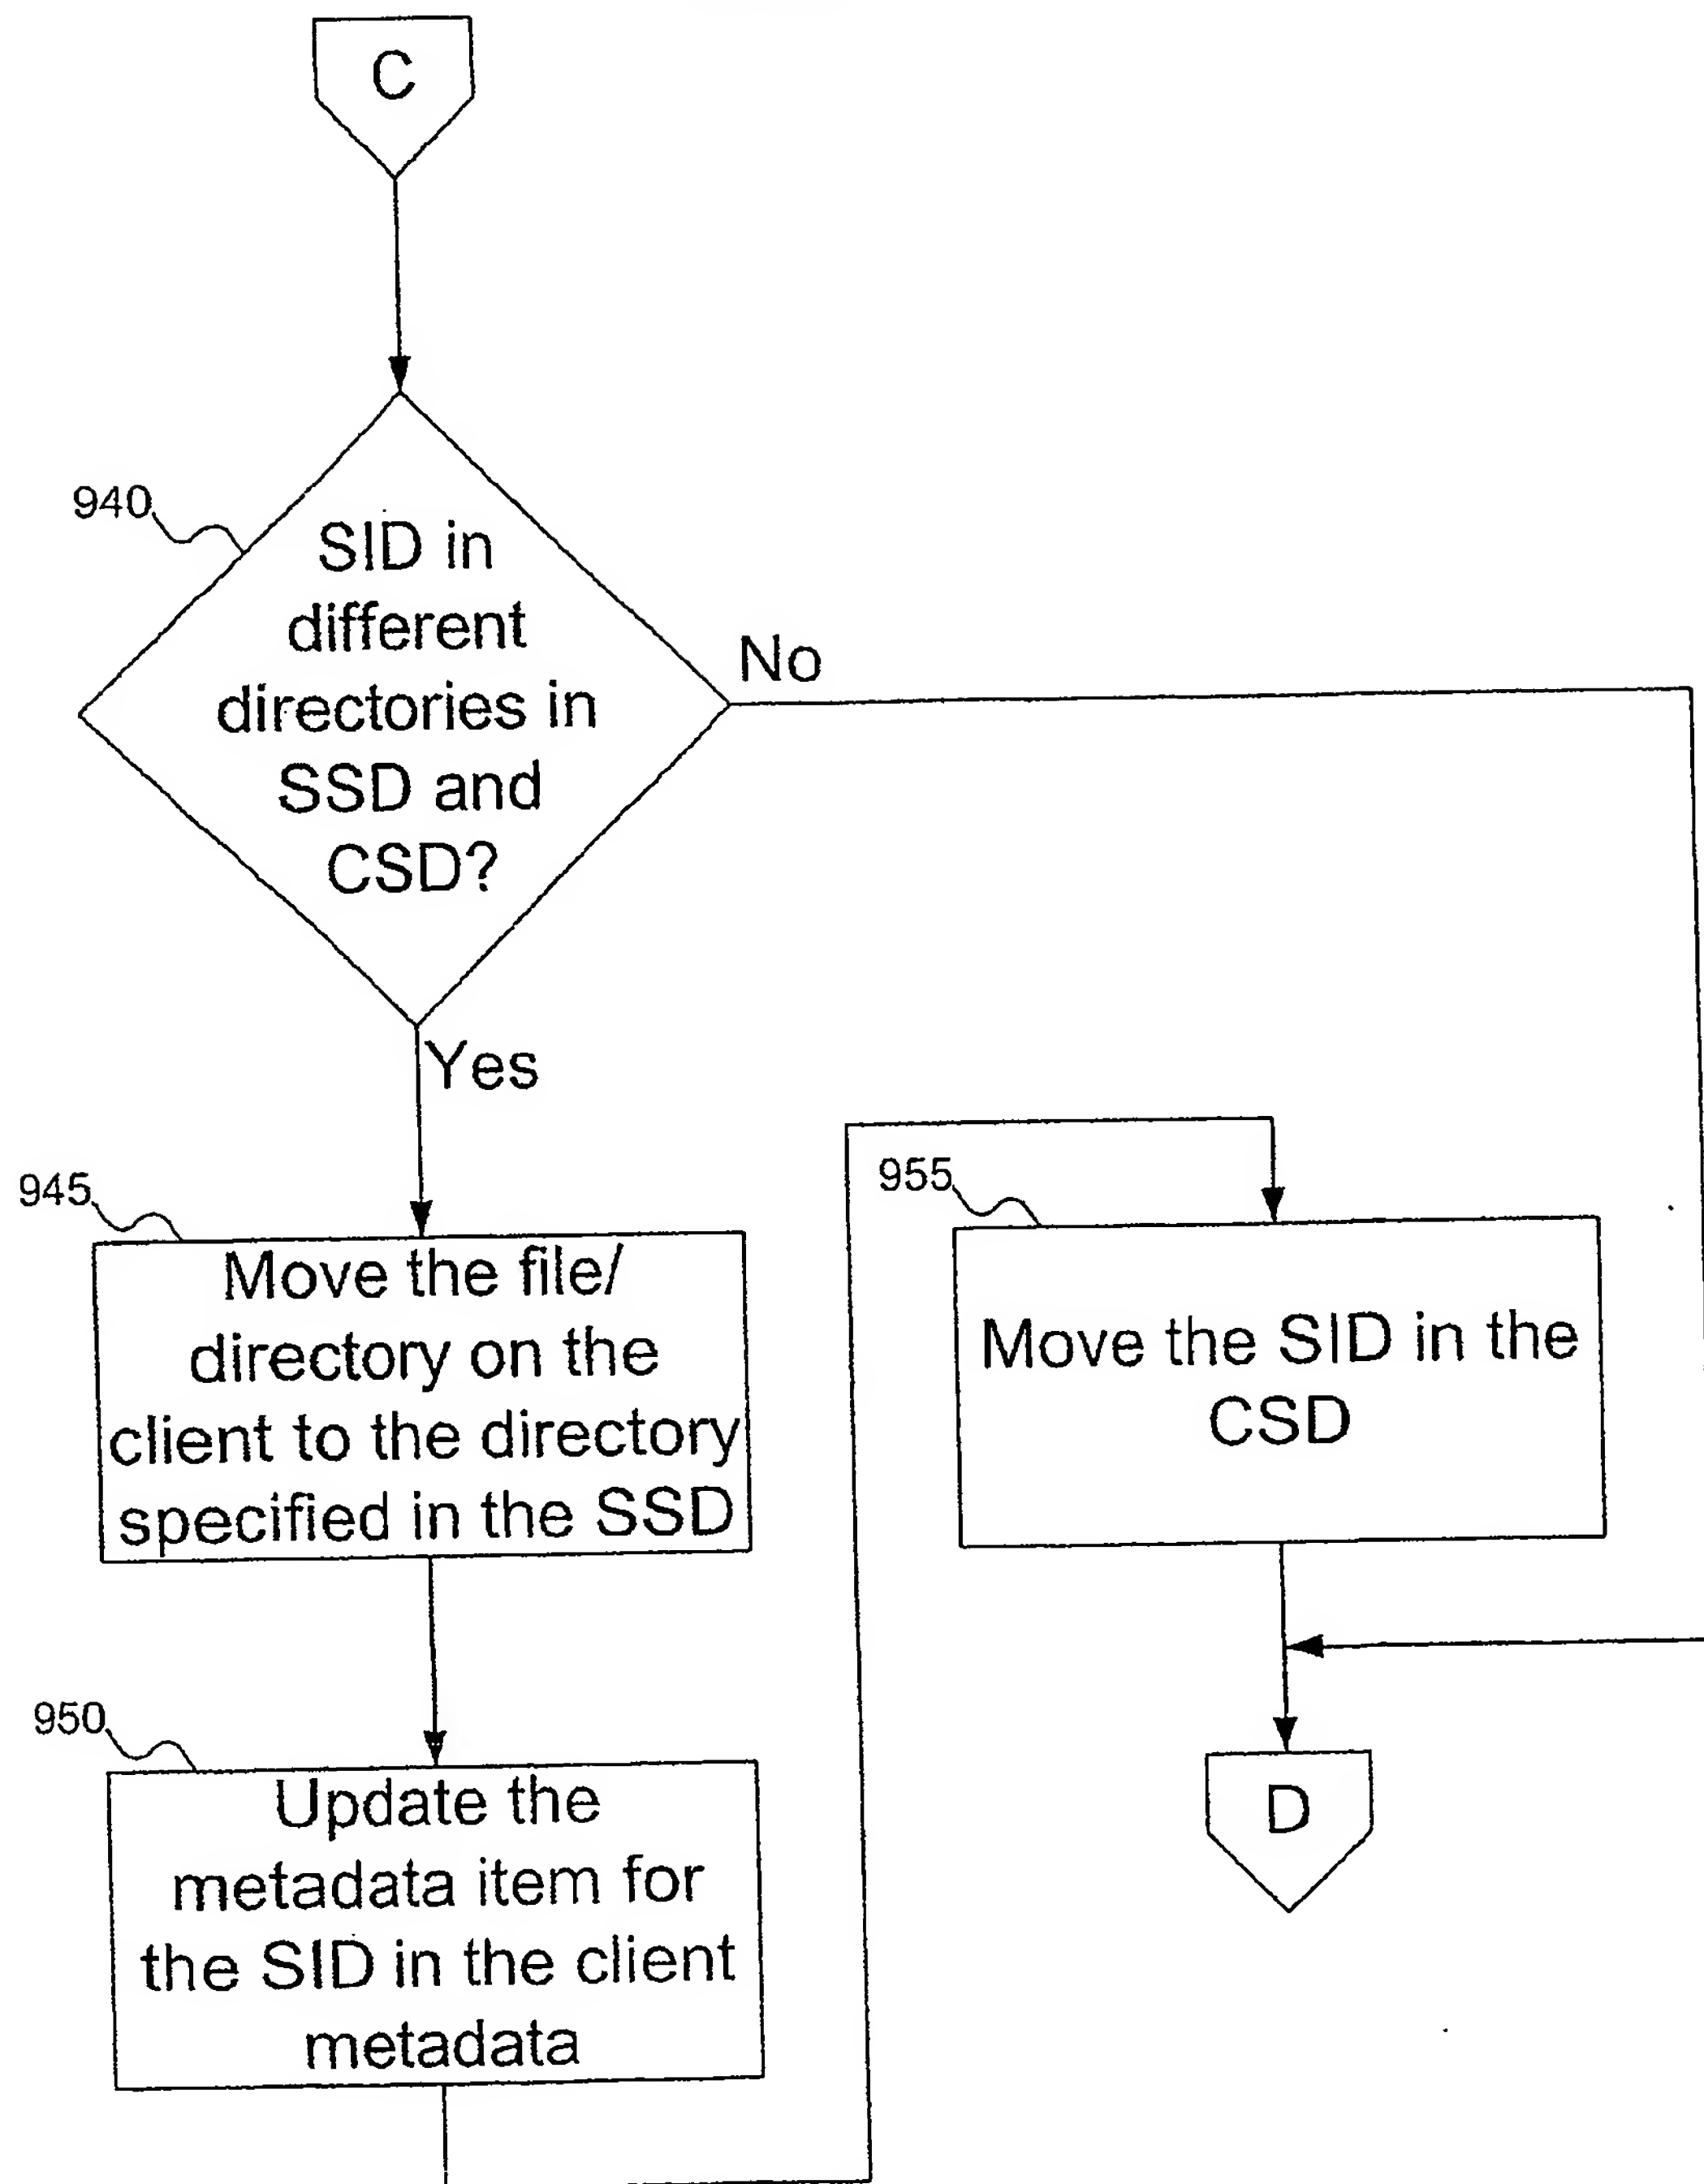 C
940
SID in
different
directories in
SSD and
CSD?
No
Yes
945
Move the file/
directory on the
client to the directory
specified in the SSD
950
Update the
metadata item for
the SID in the client
metadata
955
Move the SID in the
CSD
D